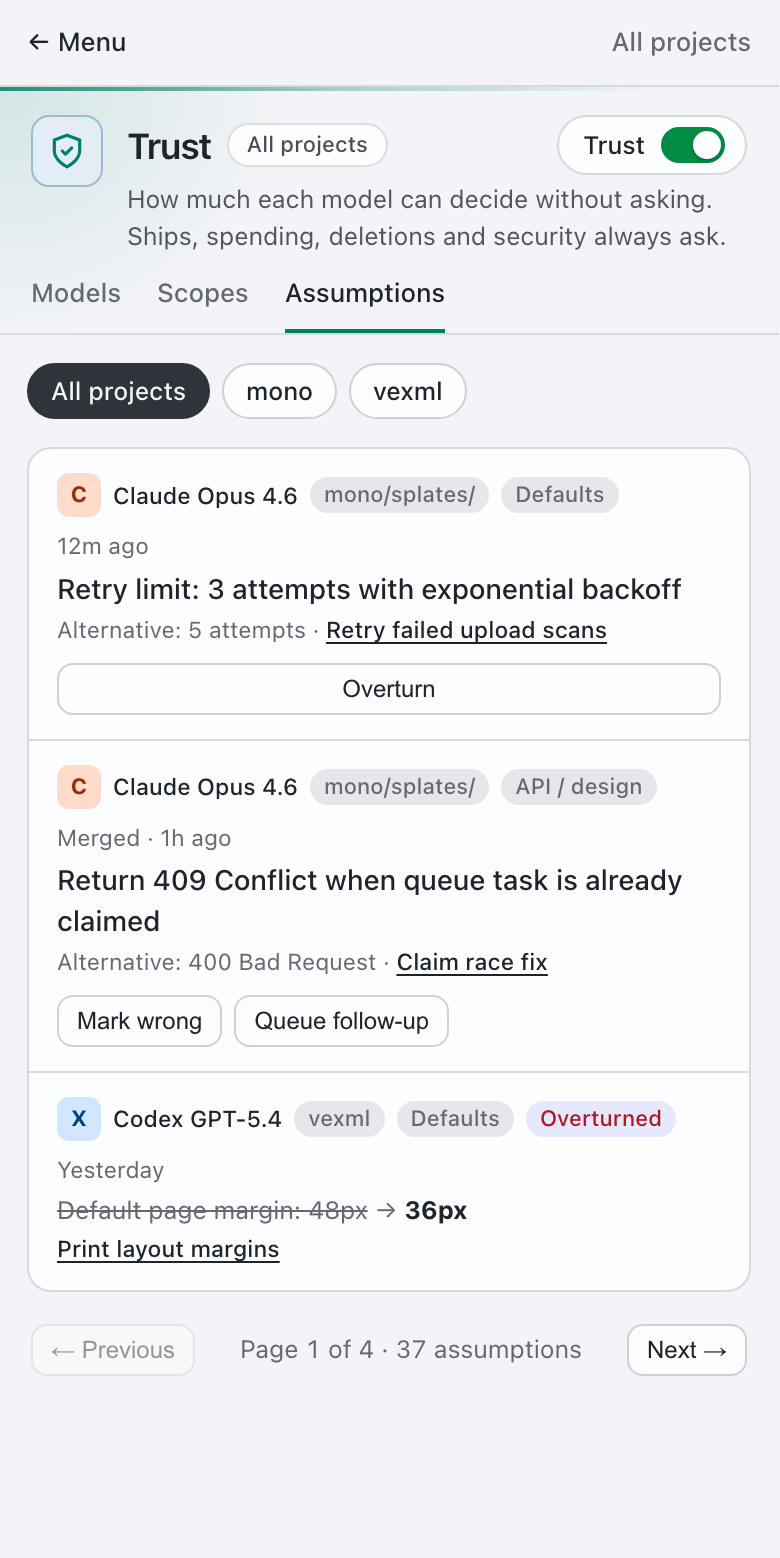 ← Menu All projects
Trust All projects Trust
How much each model can decide without asking.
Ships, spending, deletions and security always ask.
Models Scopes Assumptions
All projects mono vexml
C Claude Opus 4.6 mono/splates/ Defaults
12m ago
Retry limit: 3 attempts with exponential backoff
Alternative: 5 attempts · Retry failed upload scans
Overturn
C Claude Opus 4.6 mono/splates/ API / design
Merged · 1h ago
Return 409 Conflict when queue task is already
claimed
Alternative: 400 Bad Request · Claim race fix
Mark wrong Queue follow-up
X Codex GPT-5.4 vexml Defaults Overturned
Yesterday
Default page margin: 48px → 36px
Print layout margins
← Previous Page 1 of 4 · 37 assumptions Next →